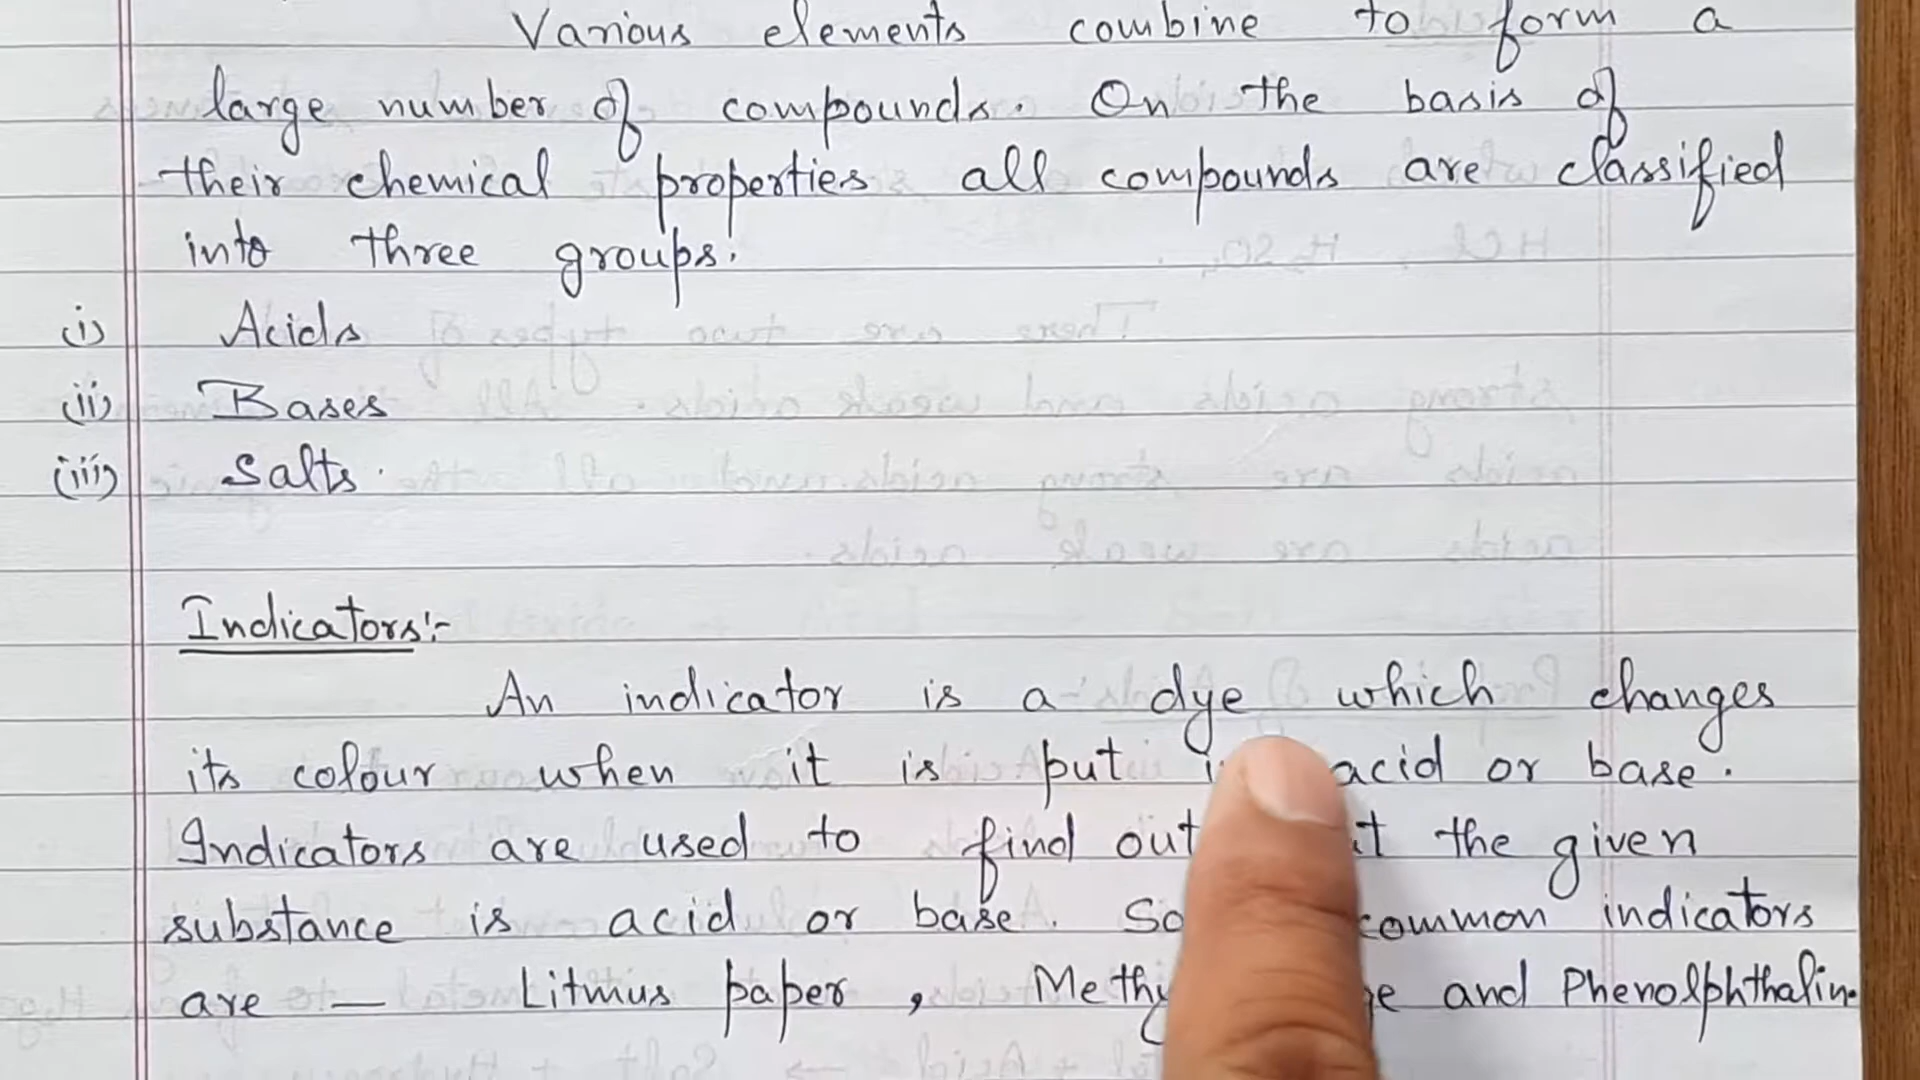 Various elements combine to form a
large number of compounds. On the basis of
their chemical properties all compounds are classified
into three groups.
(i) Acids
(ii) Bases
(iii) Salts.
Indicators:-
An indicator is a dye which changes
its colour when it is put acid or base.
Indicators are used to find out the given
substance is acid or base. common indicators
are — Litmus paper, and Phenolphthalin.